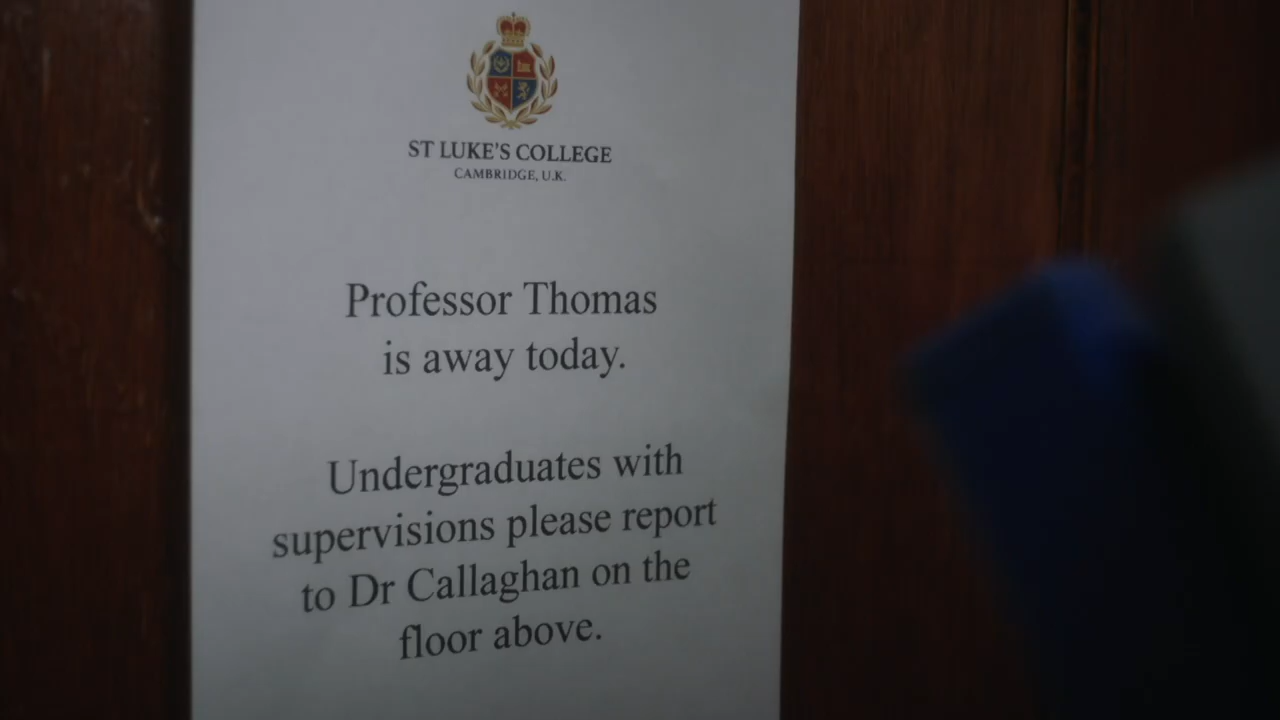 ST LUKE'S COLLEGE
CAMBRIDGE, U.K.
Professor Thomas
is away today.
Undergraduates with
supervisions please report
to Dr Callaghan on the
floor above.